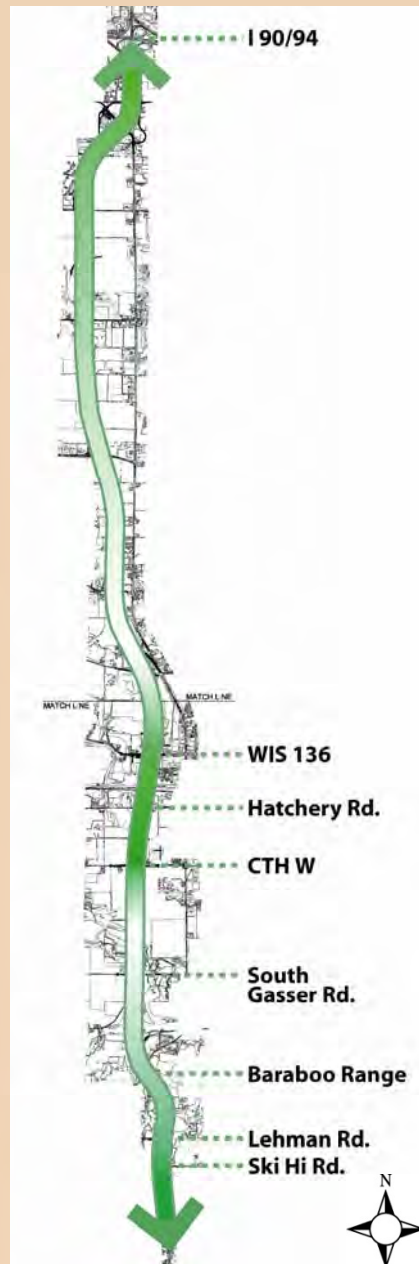 I 90/94
MATCH LINE
MATCH LINE
WIS 136
Hatchery Rd.
CTH W
South
Gasser Rd.
Baraboo Range
Lehman Rd.
Ski Hi Rd.
N